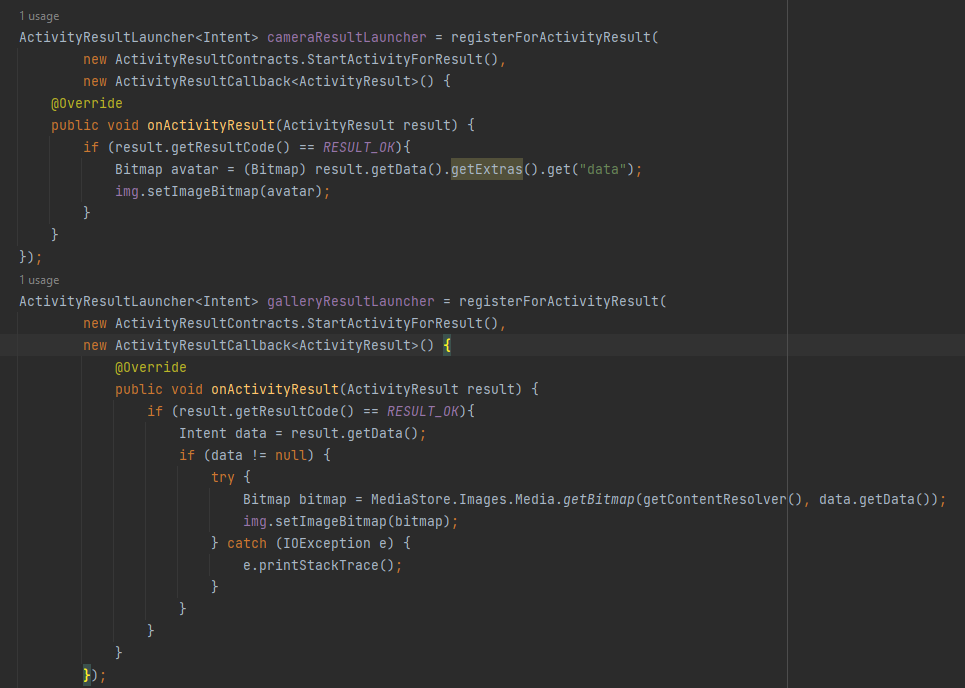 1 usage
ActivityResultLauncher<Intent> cameraResultLauncher = registerForActivityResult(
        new ActivityResultContracts.StartActivityForResult(),
        new ActivityResultCallback<ActivityResult>() {
    @Override
    public void onActivityResult(ActivityResult result) {
        if (result.getResultCode() == RESULT_OK){
            Bitmap avatar = (Bitmap) result.getData().getExtras().get("data");
            img.setImageBitmap(avatar);
        }
    }
});
1 usage
ActivityResultLauncher<Intent> galleryResultLauncher = registerForActivityResult(
        new ActivityResultContracts.StartActivityForResult(),
        new ActivityResultCallback<ActivityResult>() {
            @Override
            public void onActivityResult(ActivityResult result) {
                if (result.getResultCode() == RESULT_OK){
                    Intent data = result.getData();
                    if (data != null) {
                        try {
                            Bitmap bitmap = MediaStore.Images.Media.getBitmap(getContentResolver(), data.getData());
                            img.setImageBitmap(bitmap);
                        } catch (IOException e) {
                            e.printStackTrace();
                        }
                    }
                }
            }
        });